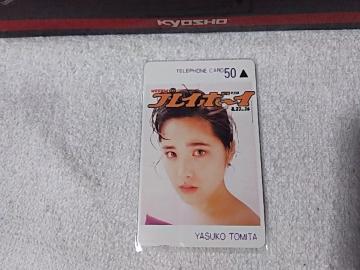 KYOSHO
TELEPHONE CARD 50
プレイボーイ
YASUKO TOMITA